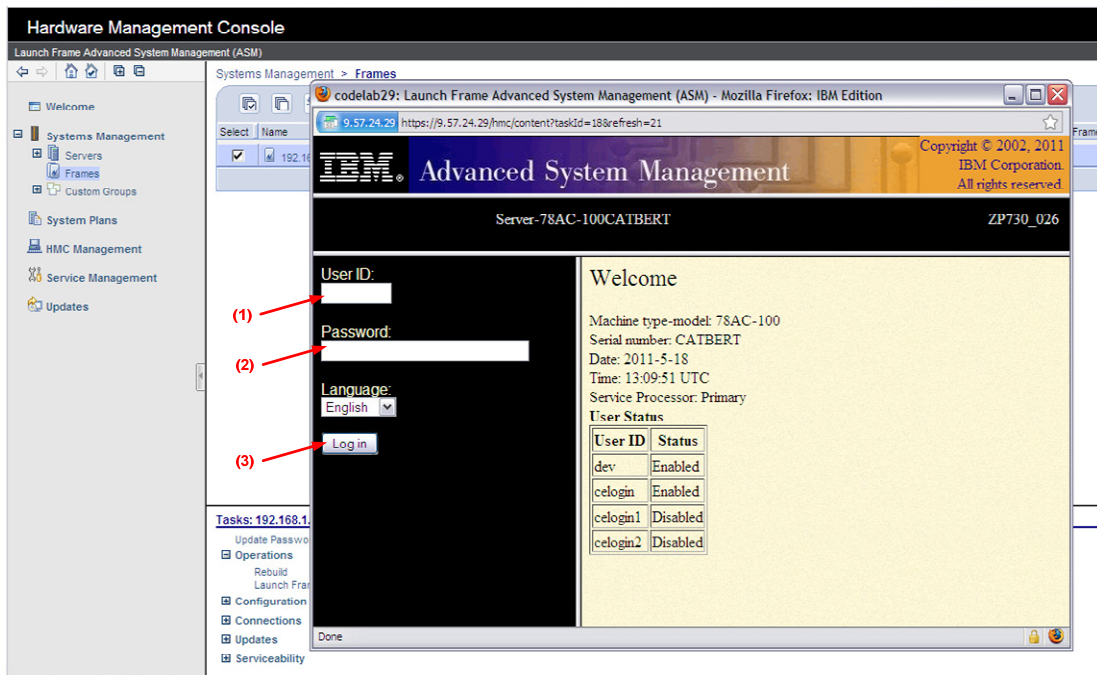 Hardware Management Console
Launch Frame Advanced System Management (ASM)
Systems Management > Frames
Welcome
Systems Management
Servers
Frames
Custom Groups
System Plans
HMC Management
Service Management
Updates
Select Name
192.16
Frame
codelab29: Launch Frame Advanced System Management (ASM) - Mozilla Firefox: IBM Edition
9.57.24.29 https://9.57.24.29/hmc/content?taskId=18&refresh=21
IBM® Advanced System Management
Copyright © 2002, 2011
IBM Corporation.
All rights reserved.
Server-78AC-100CATBERT ZP730_026
User ID:
(1)
Password:
(2)
Language:
English
Log in
(3)
Welcome
Machine type-model: 78AC-100
Serial number: CATBERT
Date: 2011-5-18
Time: 13:09:51 UTC
Service Processor: Primary
User Status
User ID Status
dev Enabled
celogin Enabled
celogin1 Disabled
celogin2 Disabled
Done
Tasks: 192.168.1.
Update Passwo
Operations
Rebuild
Launch Fra
Configuration
Connections
Updates
Serviceability